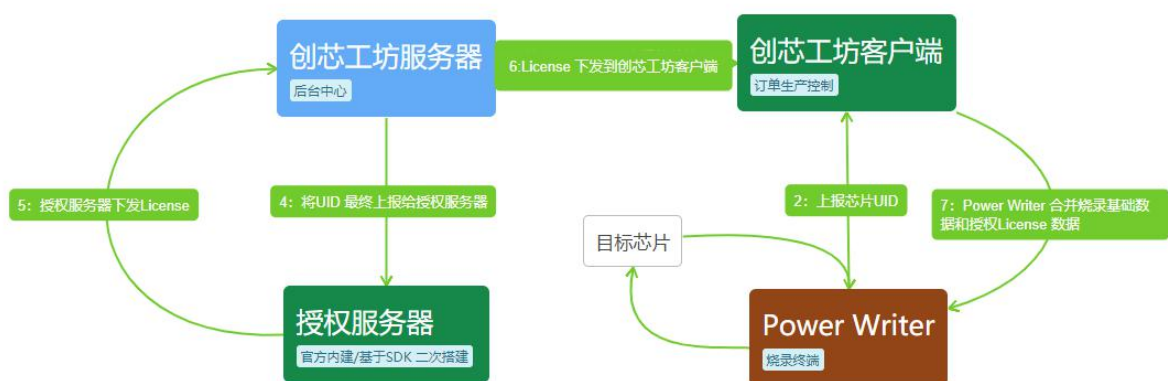 创芯工坊服务器
后台中心
6:License 下发到创芯工坊客户端
创芯工坊客户端
订单生产控制
5：授权服务器下发License
4：将UID 最终上报给授权服务器
2：上报芯片UID
7：Power Writer 合并烧录基础数
据和授权License 数据
目标芯片
授权服务器
官方内建/基于SDK 二次搭建
Power Writer
烧录终端